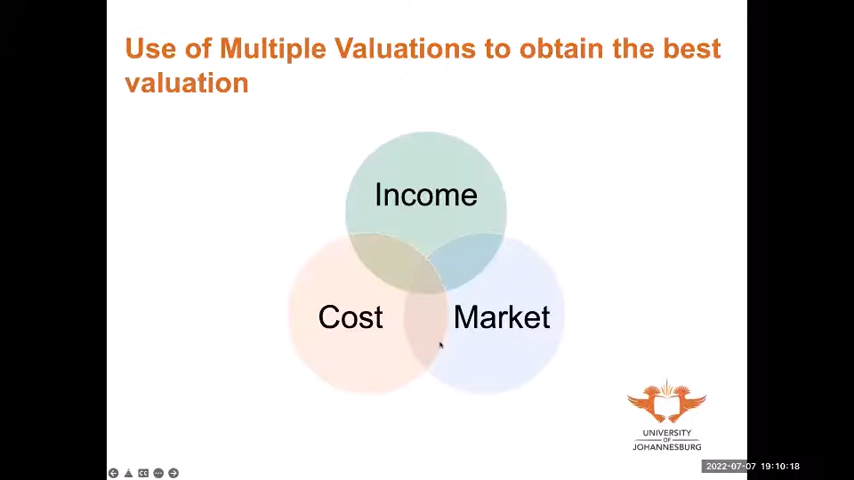 Use of Multiple Valuations to obtain the best
valuation
Income
Cost
Market
UNIVERSITY
OF
JOHANNESBURG
2022-07-07 19:10:18